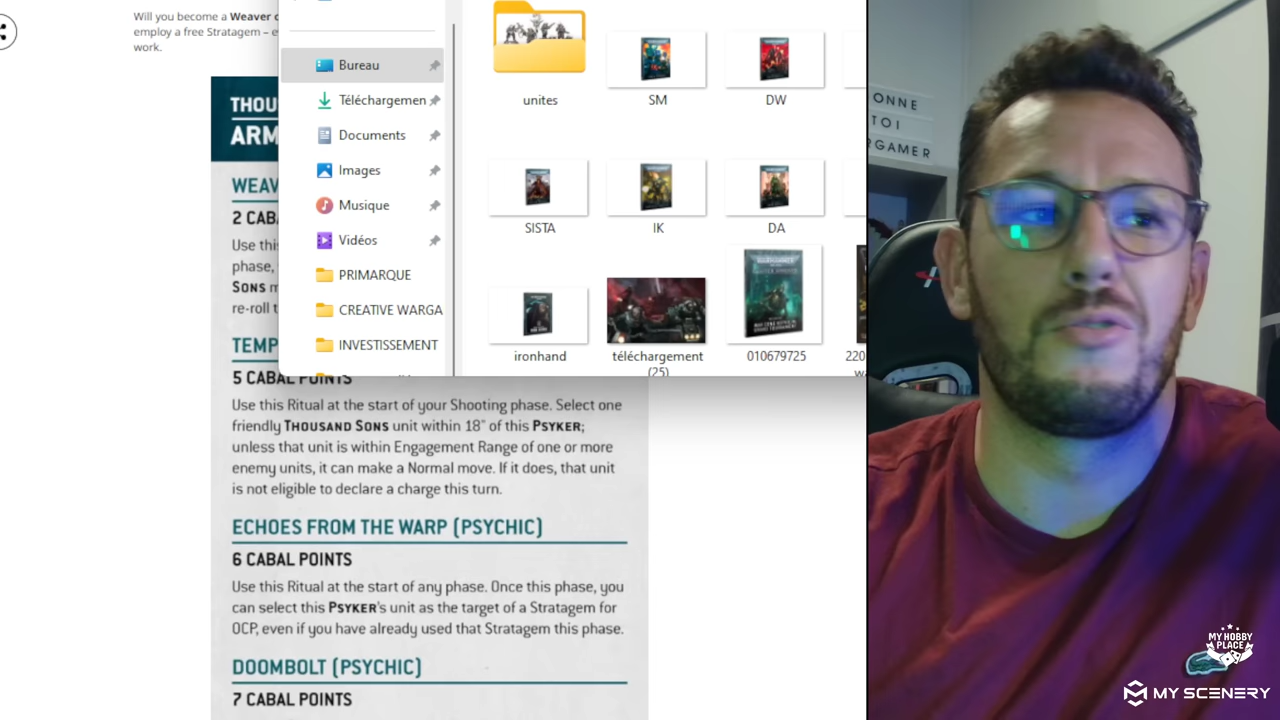 Will you become a Weaver
employ a free Stratagem –
work.
THOU
ARM
WEAV
2 CABA
Use this
phase,
SONS
re-roll
TEMP
5 CABAL POINTS
Use this Ritual at the start of your Shooting phase. Select one
friendly THOUSAND SONS unit within 18" of this PSYKER;
unless that unit is within Engagement Range of one or more
enemy units, it can make a Normal move. If it does, that unit
is not eligible to declare a charge this turn.
ECHOES FROM THE WARP (PSYCHIC)
6 CABAL POINTS
Use this Ritual at the start of any phase. Once this phase, you
can select this PSYKER's unit as the target of a Stratagem for
0CP, even if you have already used that Stratagem this phase.
DOOMBOLT (PSYCHIC)
7 CABAL POINTS
Bureau
Téléchargemen
Documents
Images
Musique
Vidéos
PRIMARQUE
CREATIVE WARGA
INVESTISSEMENT
unites
SM
DW
SISTA
IK
DA
ironhand
téléchargement
(25)
010679725
220
ONNE
TOI
RGAMER
MY HOBBY
PLACE
MY SCENERY